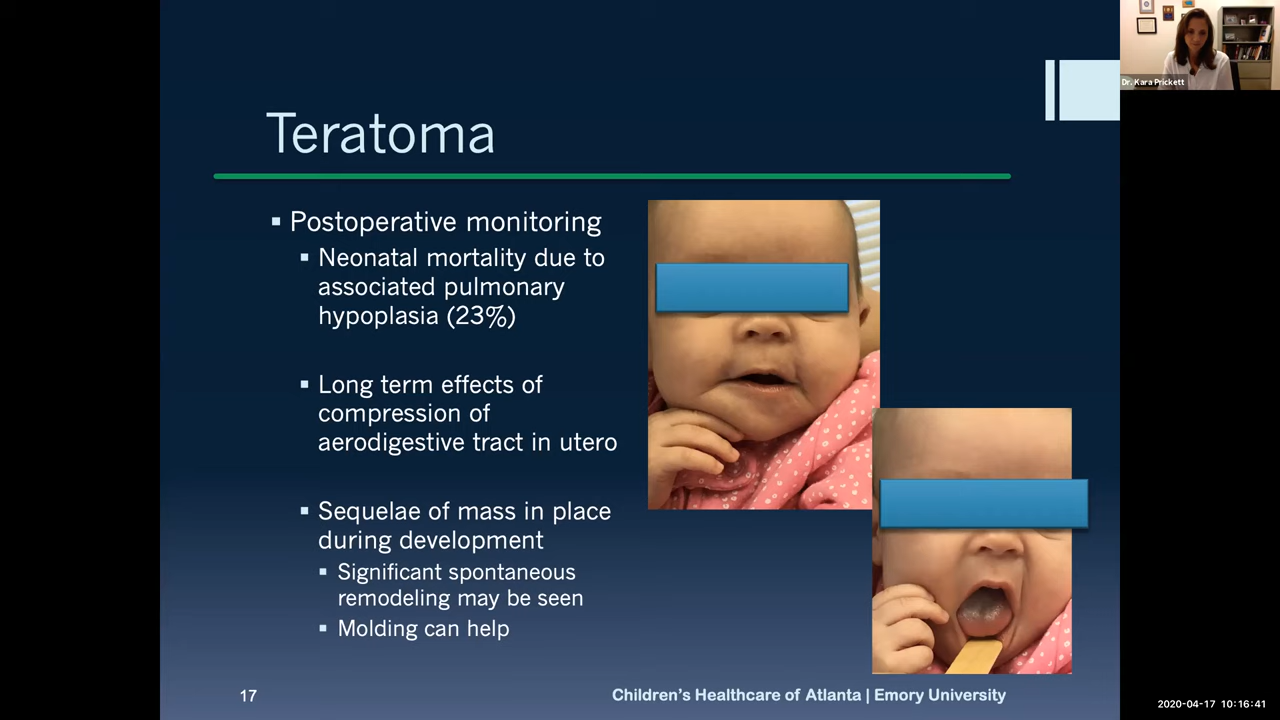 Teratoma
▪ Postoperative monitoring
▪ Neonatal mortality due to
associated pulmonary
hypoplasia (23%)
▪ Long term effects of
compression of
aerodigestive tract in utero
▪ Sequelae of mass in place
during development
▪ Significant spontaneous
remodeling may be seen
▪ Molding can help
17
Children's Healthcare of Atlanta | Emory University
Dr. Kara Prickett
2020-04-17 10:16:41